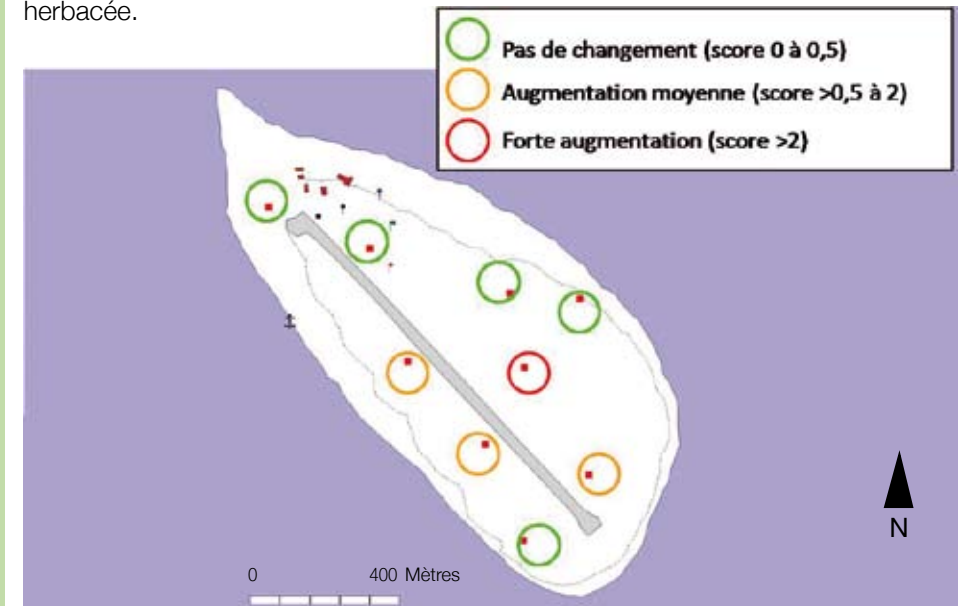 herbacée.
Pas de changement (score 0 à 0,5)
Augmentation moyenne (score >0,5 à 2)
Forte augmentation (score >2)
N
0 400 Mètres